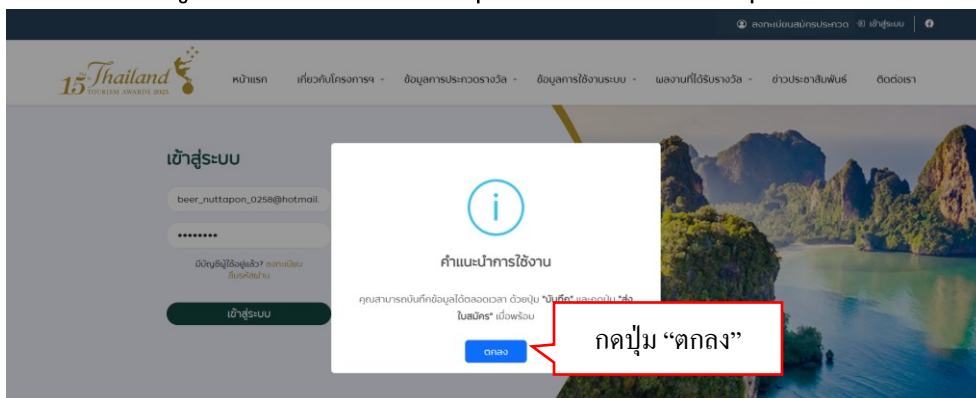 ลงทะเบียนสมัครประกวด เข้าสู่ระบบ
15th Thailand
TOURISM AWARDS 2025
หน้าแรก เกี่ยวกับโครงการฯ ข้อมูลการประกวดรางวัล ข้อมูลการใช้งานระบบ ผลงานที่ได้รับรางวัล ข่าวประชาสัมพันธ์ ติดต่อเรา
เข้าสู่ระบบ
beer_nuttapon_0258@hotmail.
••••••••
มีบัญชีผู้ใช้อยู่แล้ว? ลงทะเบียน
ลืมรหัสผ่าน
เข้าสู่ระบบ
i
คำแนะนำการใช้งาน
คุณสามารถบันทึกข้อมูลได้ตลอดเวลา ด้วยปุ่ม "บันทึก" และกดปุ่ม "ส่ง
ใบสมัคร" เมื่อพร้อม
ตกลง
กดปุ่ม “ตกลง”